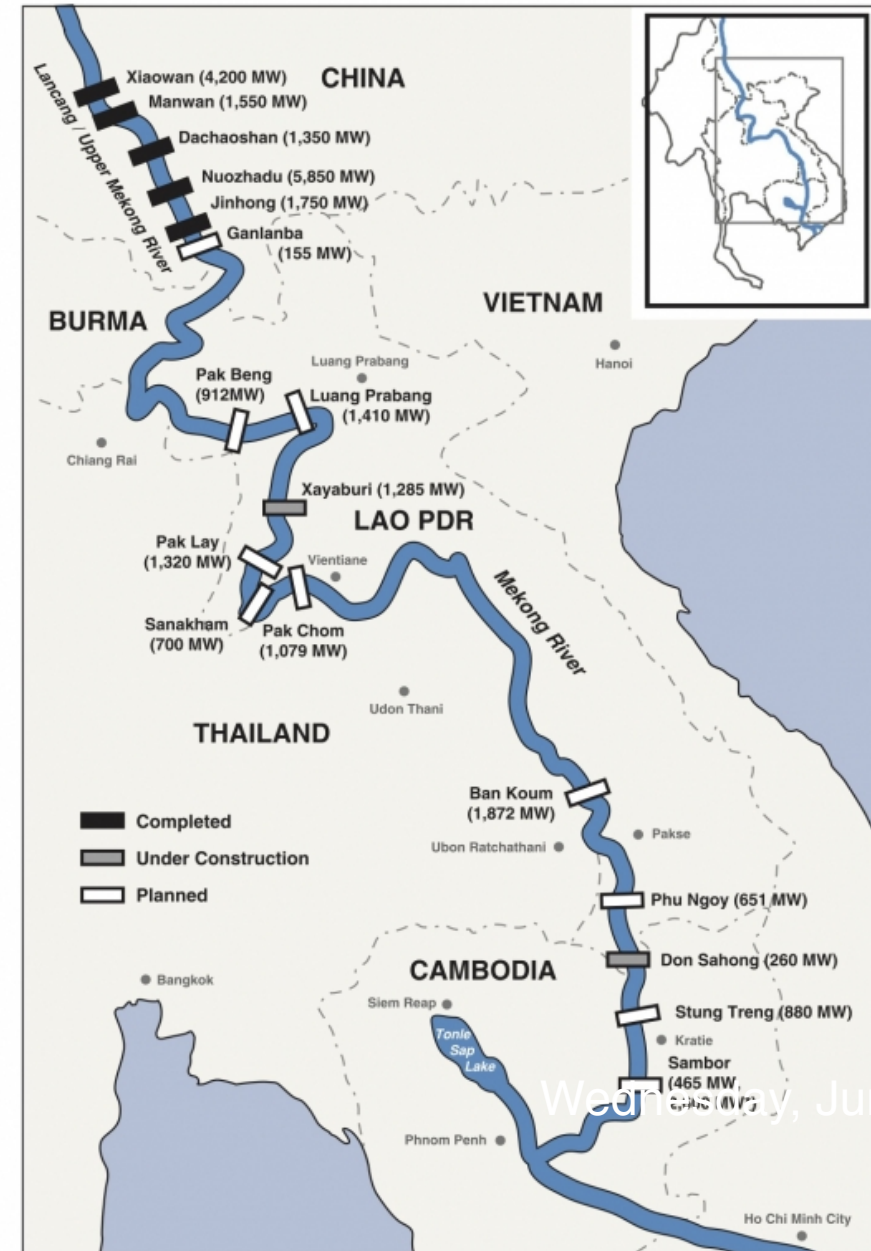 CHINA
Xiaowan (4,200 MW)
Manwan (1,550 MW)
Dachaoshan (1,350 MW)
Nuozhadu (5,850 MW)
Jinhong (1,750 MW)
Ganlanba
(155 MW)
Lancang / Upper Mekong River
BURMA
VIETNAM
Hanoi
Luang Prabang
Pak Beng
(912MW)
Luang Prabang
(1,410 MW)
Chiang Rai
Xayaburi (1,285 MW)
LAO PDR
Pak Lay
(1,320 MW)
Vientiane
Mekong River
Sanakham
(700 MW)
Pak Chom
(1,079 MW)
Udon Thani
THAILAND
Ban Koum
(1,872 MW)
Completed
Under Construction
Planned
Ubon Ratchathani
Pakse
Phu Ngoy (651 MW)
Don Sahong (260 MW)
CAMBODIA
Bangkok
Siem Reap
Stung Treng (880 MW)
Tonle
Sap
Lake
Kratie
Sambor
(465 MW,
Wednesday,
Phnom Penh
Ho Chi Minh City